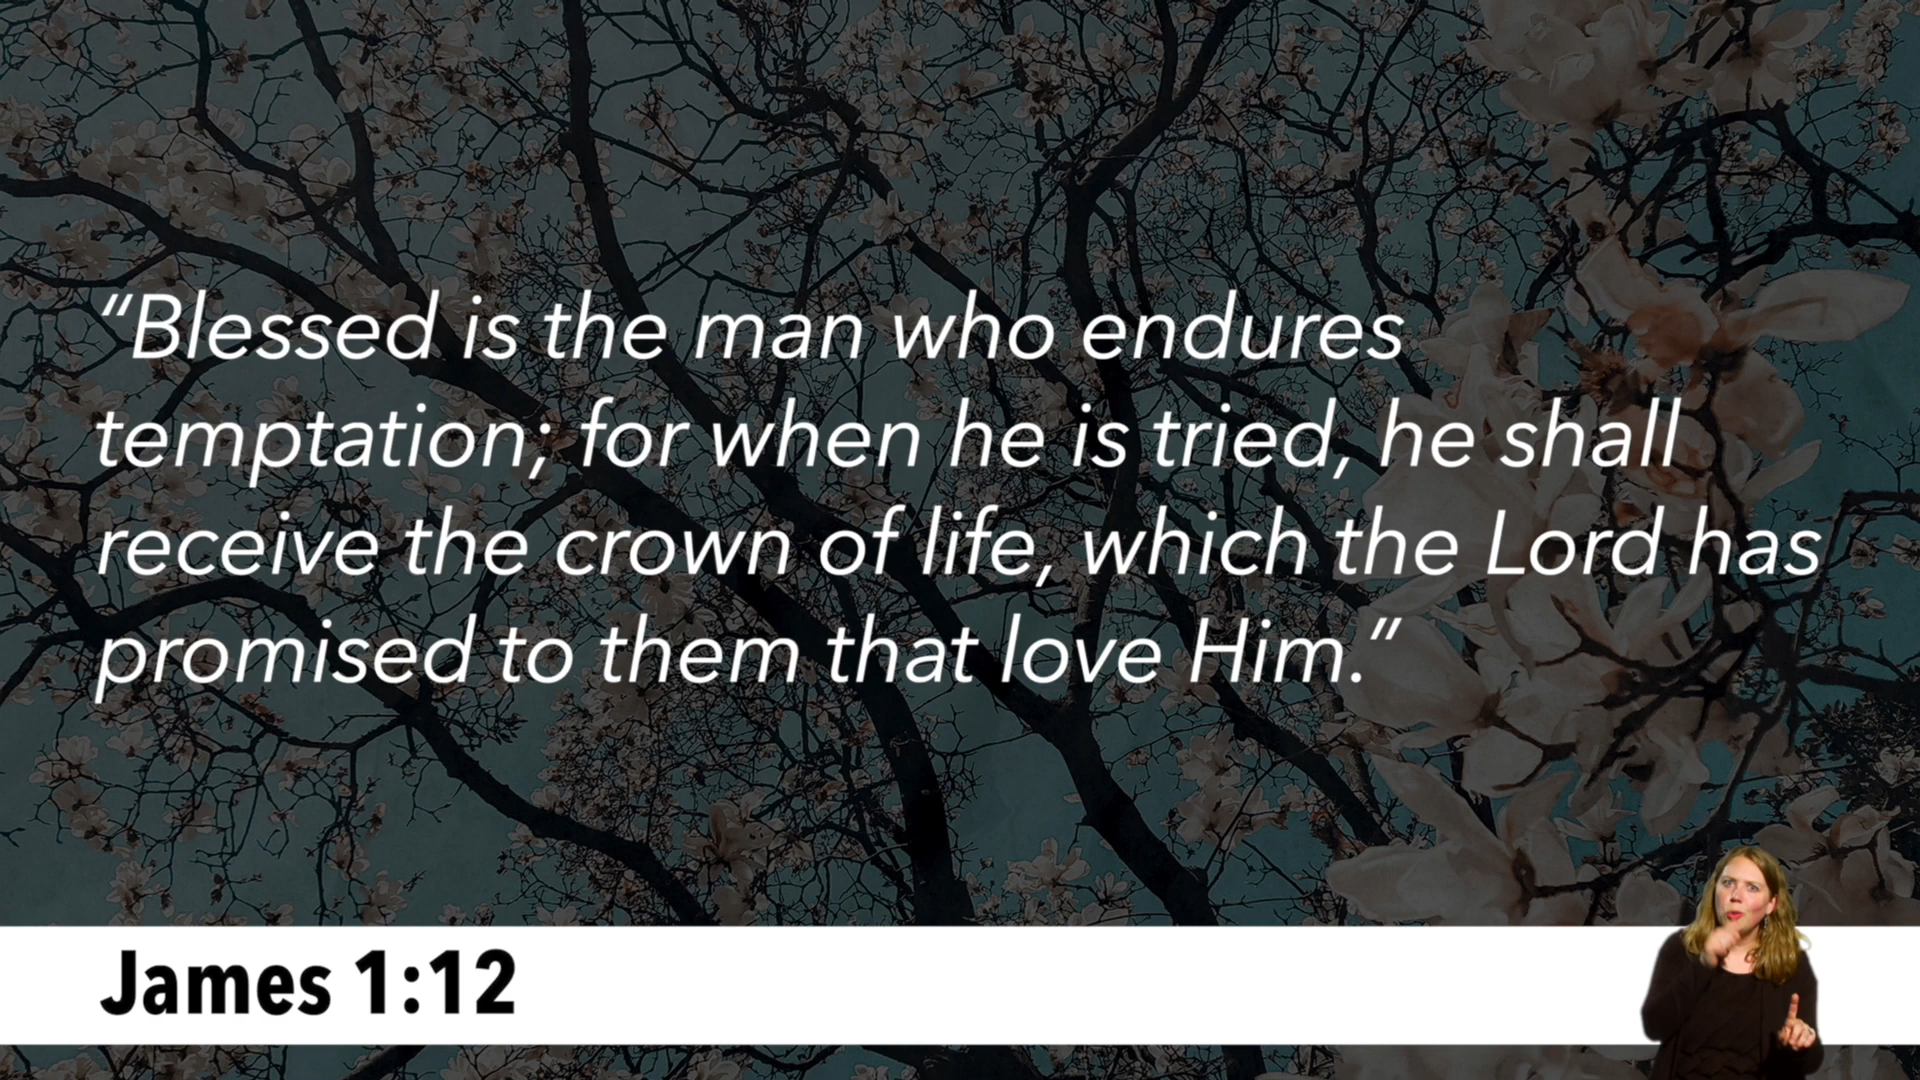 “Blessed is the man who endures
temptation; for when he is tried, he shall
receive the crown of life, which the Lord has
promised to them that love Him.”
James 1:12